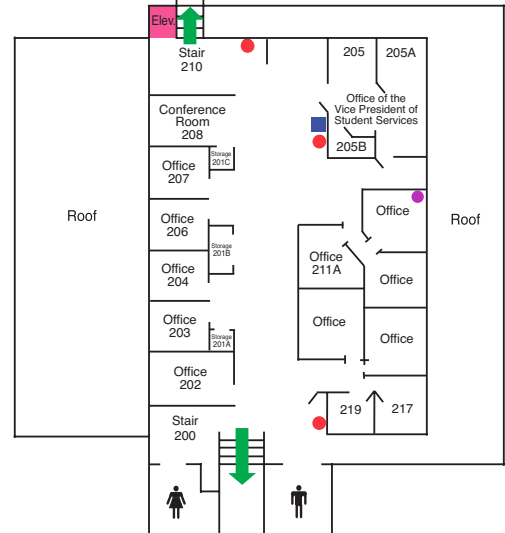 Elev.
Stair
210
205
205A
Office of the
Vice President of
Student Services
205B
Conference
Room
208
Storage
201C
Office
207
Office
206
Storage
201B
Office
204
Office
203
Storage
201A
Office
202
Stair
200
Roof
Roof
Office
Office
211A
Office
Office
Office
219
217